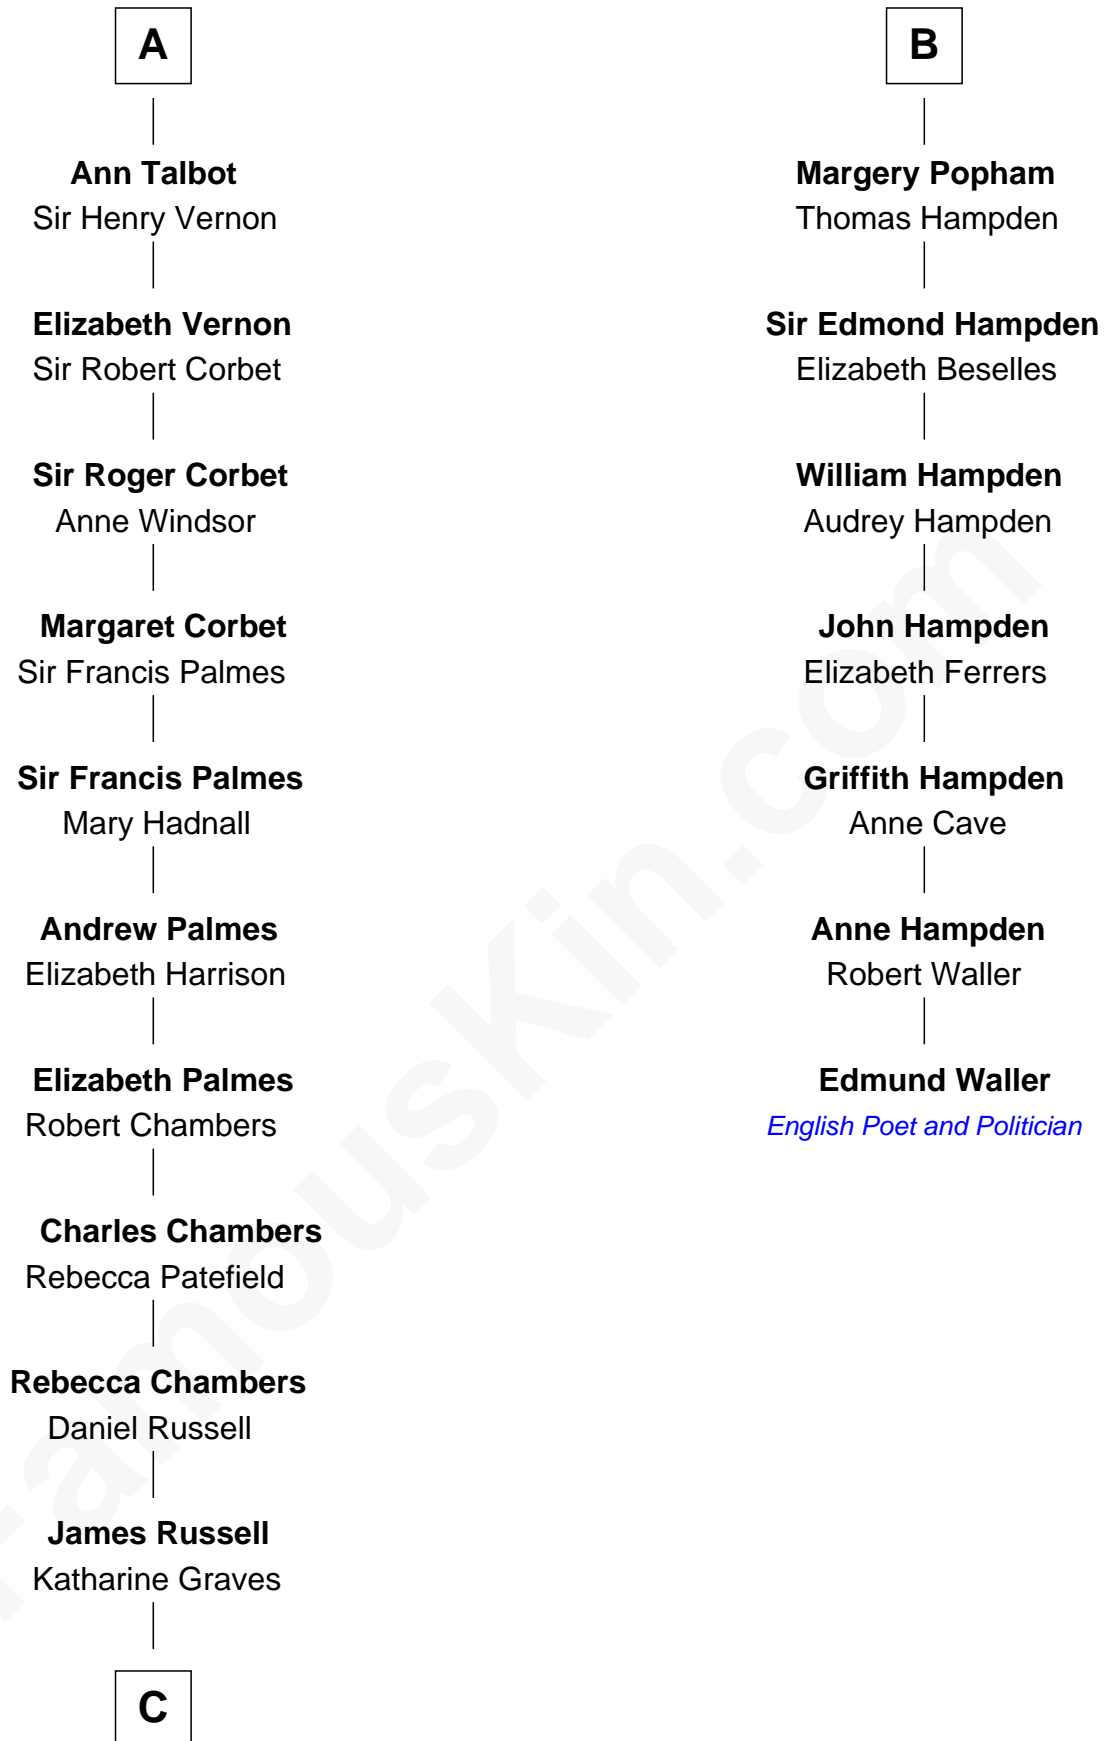 A
Ann Talbot
Sir Henry Vernon
Elizabeth Vernon
Sir Robert Corbet
Sir Roger Corbet
Anne Windsor
Margaret Corbet
Sir Francis Palmes
Sir Francis Palmes
Mary Hadnall
Andrew Palmes
Elizabeth Harrison
Elizabeth Palmes
Robert Chambers
Charles Chambers
Rebecca Patefield
Rebecca Chambers
Daniel Russell
James Russell
Katharine Graves
C
B
Margery Popham
Thomas Hampden
Sir Edmond Hampden
Elizabeth Beselles
William Hampden
Audrey Hampden
John Hampden
Elizabeth Ferrers
Griffith Hampden
Anne Cave
Anne Hampden
Robert Waller
Edmund Waller
English Poet and Politician
FamousKin.com